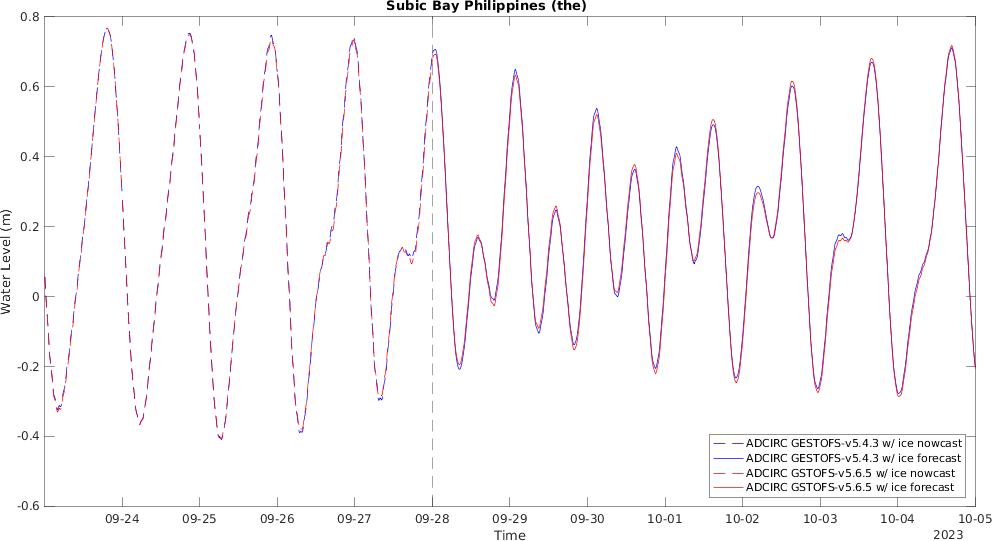 Subic Bay Philippines (the)
0.8
0.6
0.4
0.2
0
-0.2
-0.4
-0.6
Water Level (m)
ADCIRC GESTOFS-v5.4.3 w/ ice nowcast
ADCIRC GESTOFS-v5.4.3 w/ ice forecast
ADCIRC GSTOFS-v5.6.5 w/ ice nowcast
ADCIRC GSTOFS-v5.6.5 w/ ice forecast
09-24 09-25 09-26 09-27 09-28 09-29 09-30 10-01 10-02 10-03 10-04 10-05
Time
2023